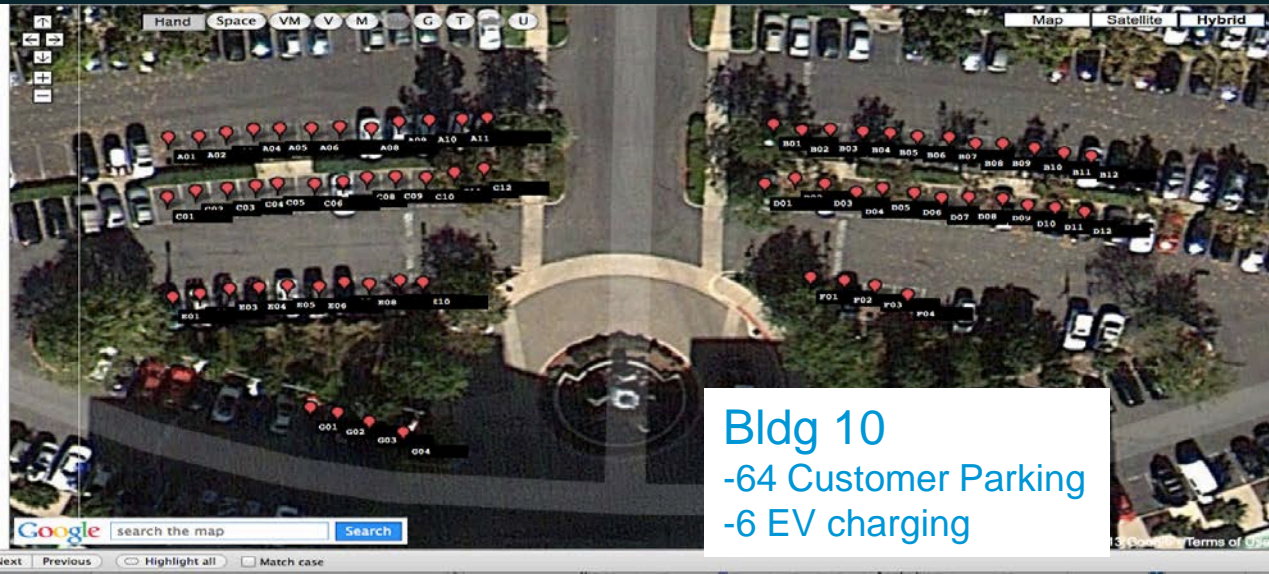 Hand Space VM V M G T U
Map Satellite Hybrid
A01 A02 A04 A05 A06 A08 A10 A11
B01 B02 B03 B04 B05 B06 B07 B08 B09 B10 B11 B12
C01 C03 C04 C05 C06 C08 C09 C10 C12
D01 D03 D04 D05 D06 D07 D08 D09 D10 D11 D12
E01 E03 E04 E05 E06 E08 E10
F01 F02 F03 F04
G01 G02 G03 G04
Bldg 10
-64 Customer Parking
-6 EV charging
Google search the map Search
Terms of Use
Next Previous Highlight all Match case